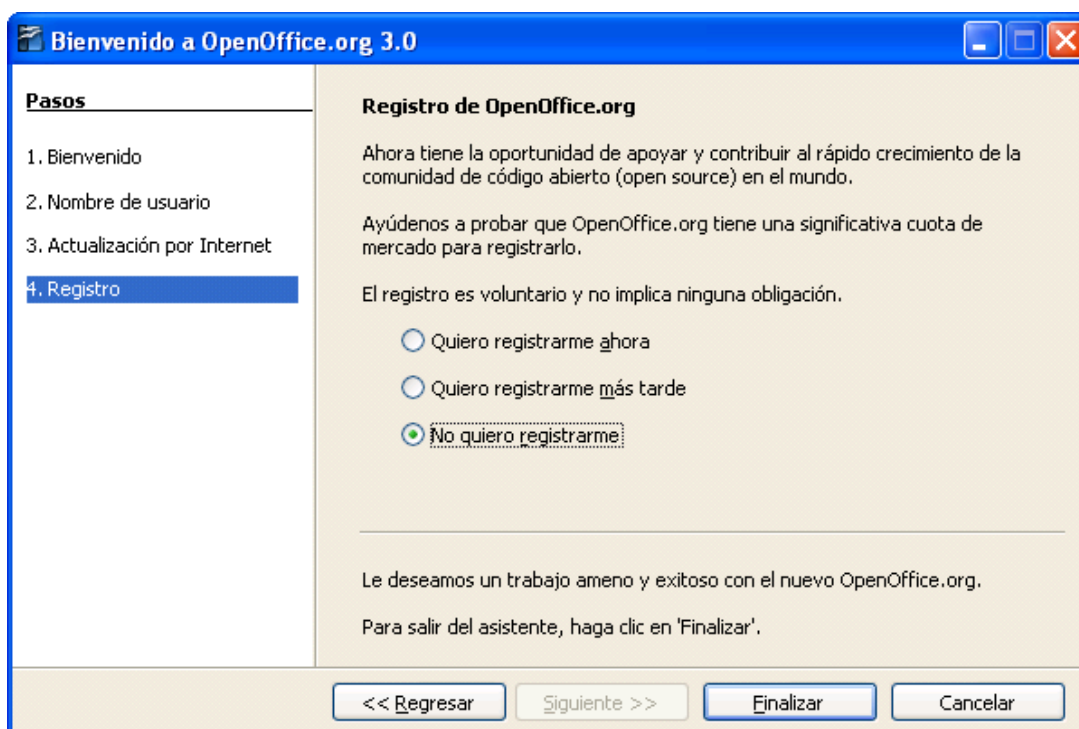 Bienvenido a OpenOffice.org 3.0
Pasos
1. Bienvenido
2. Nombre de usuario
3. Actualización por Internet
4. Registro
Registro de OpenOffice.org
Ahora tiene la oportunidad de apoyar y contribuir al rápido crecimiento de la
comunidad de código abierto (open source) en el mundo.
Ayúdenos a probar que OpenOffice.org tiene una significativa cuota de
mercado para registrarlo.
El registro es voluntario y no implica ninguna obligación.
Quiero registrarme ahora
Quiero registrarme más tarde
No quiero registrarme
Le deseamos un trabajo ameno y exitoso con el nuevo OpenOffice.org.
Para salir del asistente, haga clic en 'Finalizar'.
<< Regresar
Siguiente >>
Finalizar
Cancelar